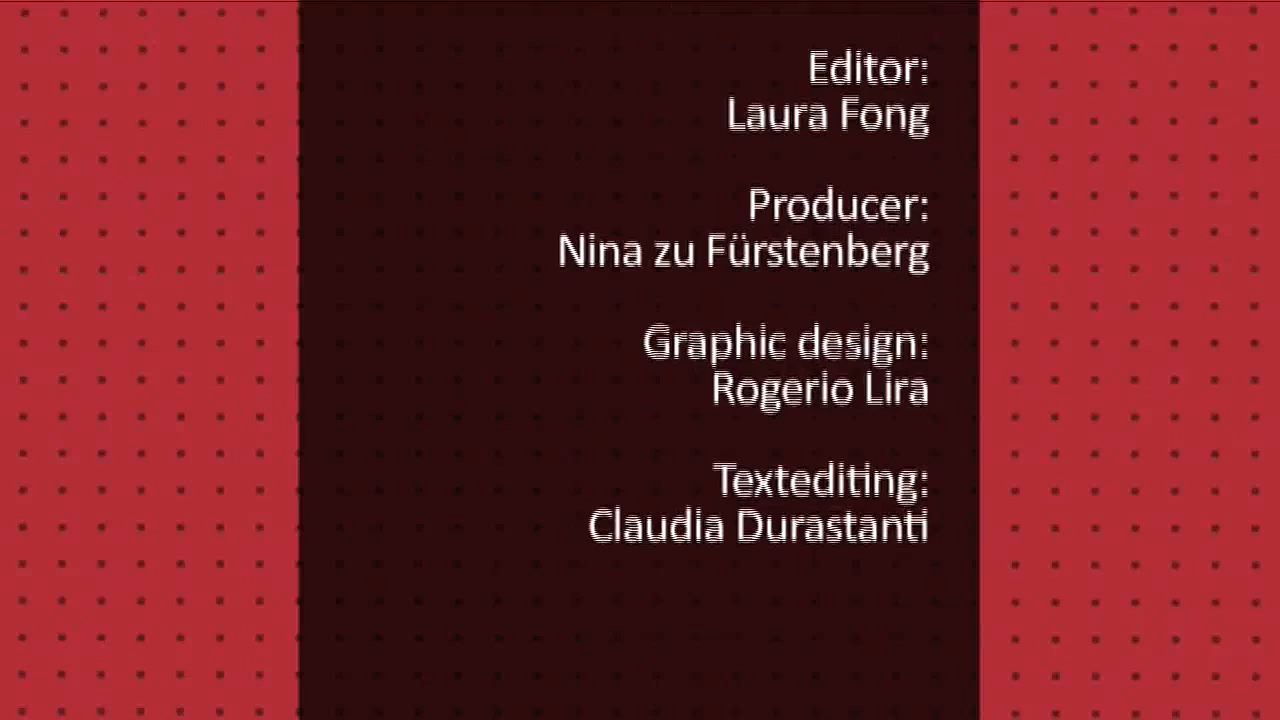 Editor:
Laura Fong
Producer:
Nina zu Fürstenberg
Graphic design:
Rogerio Lira
Textediting:
Claudia Durastanti